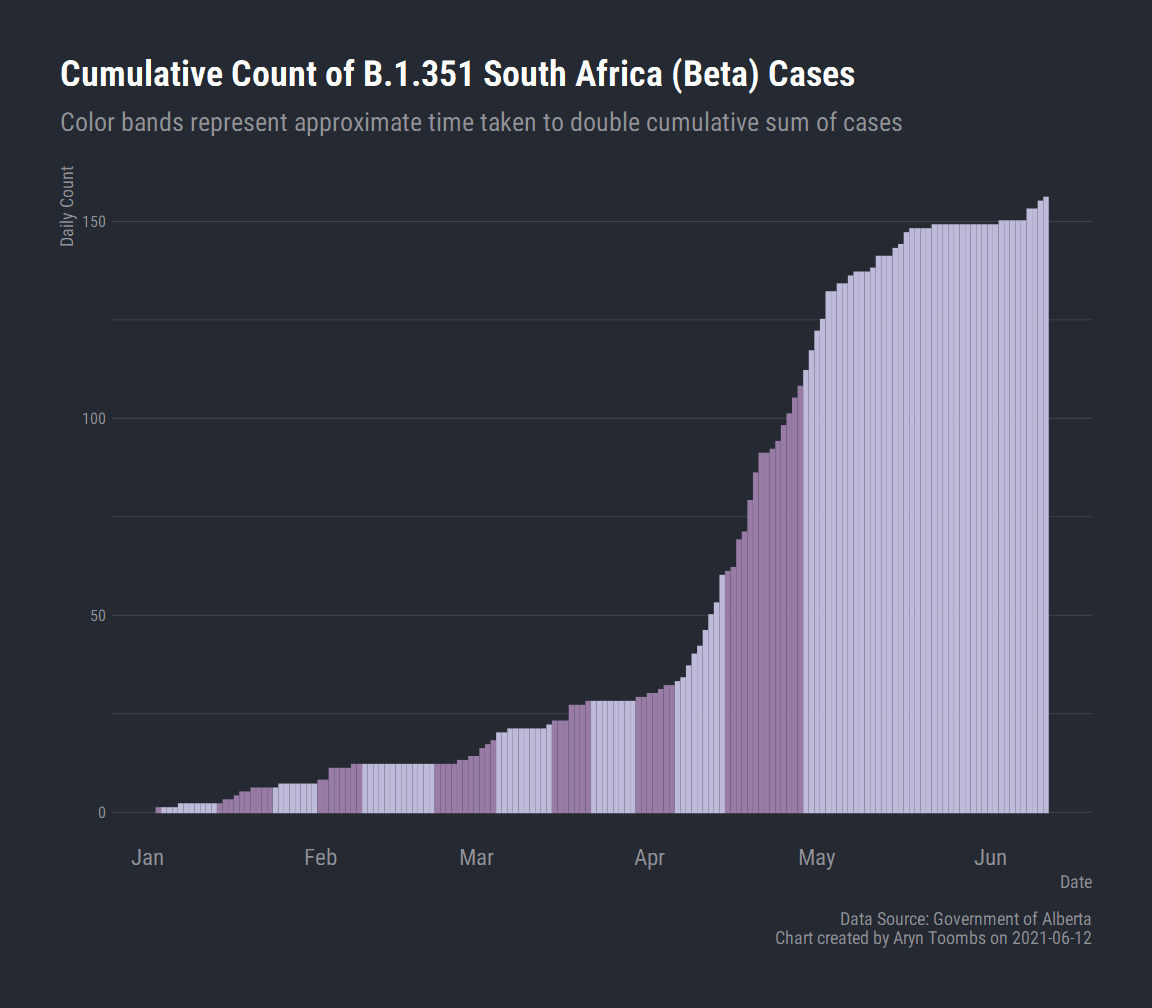 Cumulative Count of B.1.351 South Africa (Beta) Cases
Color bands represent approximate time taken to double cumulative sum of cases
Daily Count
150
100
50
0
Jan Feb Mar Apr May Jun
Date
Data Source: Government of Alberta
Chart created by Aryn Toombs on 2021-06-12